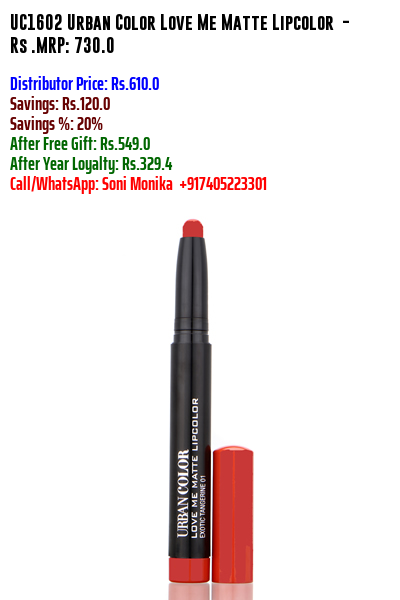 UC1602 Urban Color Love Me Matte Lipcolor -
Rs .MRP: 730.0
Distributor Price: Rs.610.0
Savings: Rs.120.0
Savings %: 20%
After Free Gift: Rs.549.0
After Year Loyalty: Rs.329.4
Call/WhatsApp: Soni Monika +917405223301
URBAN COLOR
LOVE ME MATTE LIPCOLOR
EXOTIC TANGERINE 01